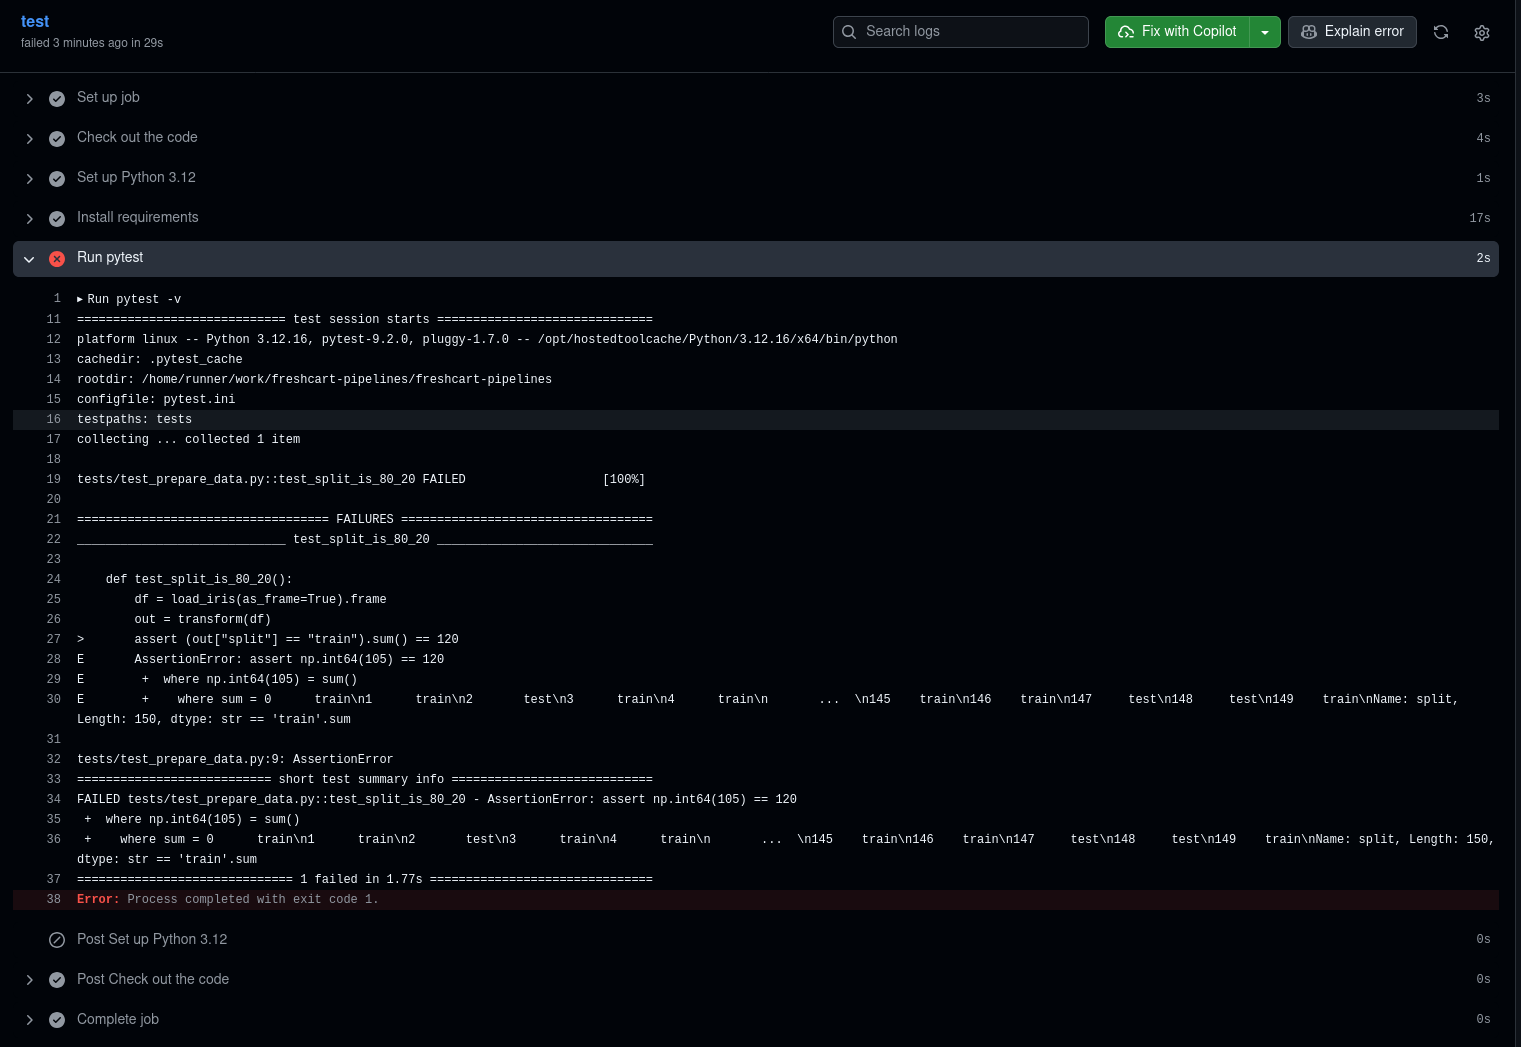 test
failed 3 minutes ago in 29s
Search logs
Fix with Copilot
Explain error
Set up job 3s
Check out the code 4s
Set up Python 3.12 1s
Install requirements 17s
Run pytest 2s
1 ▸ Run pytest -v
11 ============================= test session starts ==============================
12 platform linux -- Python 3.12.16, pytest-9.2.0, pluggy-1.7.0 -- /opt/hostedtoolcache/Python/3.12.16/x64/bin/python
13 cachedir: .pytest_cache
14 rootdir: /home/runner/work/freshcart-pipelines/freshcart-pipelines
15 configfile: pytest.ini
16 testpaths: tests
17 collecting ... collected 1 item
18
19 tests/test_prepare_data.py::test_split_is_80_20 FAILED                   [100%]
20
21 =================================== FAILURES ===================================
22 _____________________________ test_split_is_80_20 ______________________________
23
24     def test_split_is_80_20():
25         df = load_iris(as_frame=True).frame
26         out = transform(df)
27 >       assert (out["split"] == "train").sum() == 120
28 E       AssertionError: assert np.int64(105) == 120
29 E        +  where np.int64(105) = sum()
30 E        +    where sum = 0      train\n1      train\n2       test\n3      train\n4      train\n       ...  \n145    train\n146    train\n147     test\n148     test\n149    train\nName: split,
Length: 150, dtype: str == 'train'.sum
31
32 tests/test_prepare_data.py:9: AssertionError
33 =========================== short test summary info ============================
34 FAILED tests/test_prepare_data.py::test_split_is_80_20 - AssertionError: assert np.int64(105) == 120
35  +  where np.int64(105) = sum()
36  +    where sum = 0      train\n1      train\n2       test\n3      train\n4      train\n       ...  \n145    train\n146    train\n147     test\n148     test\n149    train\nName: split, Length: 150,
dtype: str == 'train'.sum
37 ============================== 1 failed in 1.77s ===============================
38 Error: Process completed with exit code 1.
Post Set up Python 3.12 0s
Post Check out the code 0s
Complete job 0s